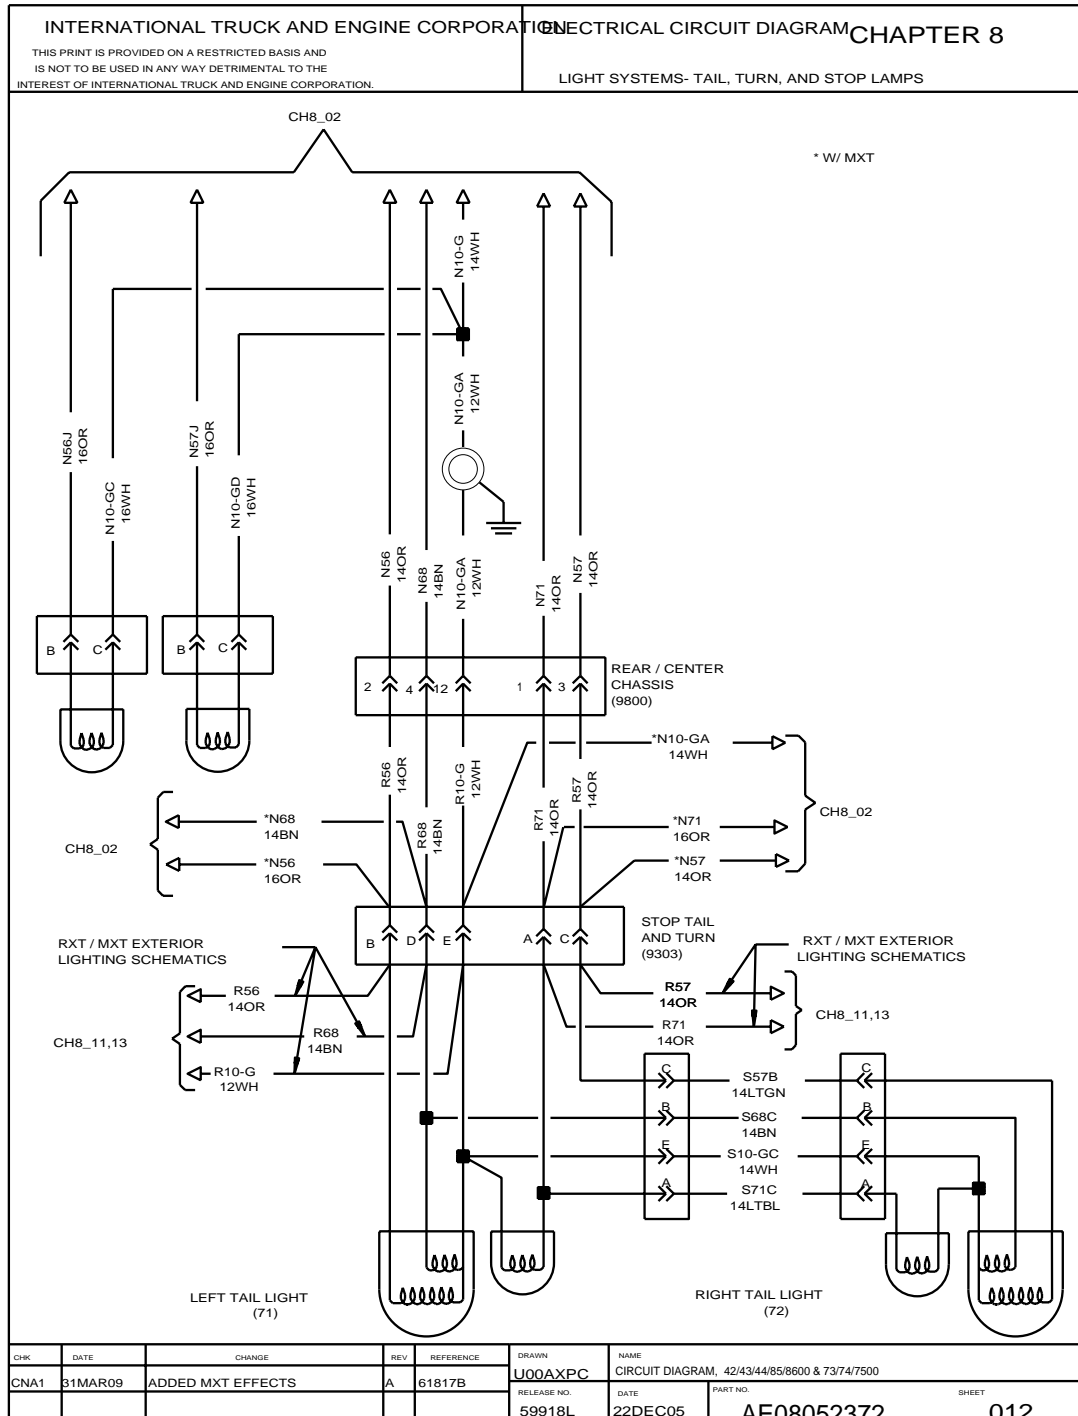 INTERNATIONAL TRUCK AND ENGINE CORPORATION
ELECTRICAL CIRCUIT DIAGRAM
CHAPTER 8
THIS PRINT IS PROVIDED ON A RESTRICTED BASIS AND
IS NOT TO BE USED IN ANY WAY DETRIMENTAL TO THE
INTEREST OF INTERNATIONAL TRUCK AND ENGINE CORPORATION.
LIGHT SYSTEMS- TAIL, TURN, AND STOP LAMPS
CH8_02
* W/ MXT
N10-G
14WH
N10-GA
12WH
N56J
16OR
N10-GC
16WH
N57J
16OR
N10-GD
16WH
N56
14OR
N68
14BN
N10-GA
12WH
N71
14OR
N57
14OR
B
C
B
C
2
4
12
1
3
REAR / CENTER
CHASSIS
(9800)
R56
14OR
R68
14BN
R10-G
12WH
R71
14OR
R57
14OR
*N10-GA
14WH
*N71
16OR
*N57
14OR
CH8_02
*N68
14BN
*N56
16OR
CH8_02
B
D
E
A
C
STOP TAIL
AND TURN
(9303)
RXT / MXT EXTERIOR
LIGHTING SCHEMATICS
R56
14OR
R68
14BN
R10-G
12WH
CH8_11,13
RXT / MXT EXTERIOR
LIGHTING SCHEMATICS
R57
14OR
R71
14OR
CH8_11,13
C
S57B
14LTGN
C
B
S68C
14BN
B
E
S10-GC
14WH
E
A
S71C
14LTBL
A
LEFT TAIL LIGHT
(71)
RIGHT TAIL LIGHT
(72)
CHK
DATE
CHANGE
REV
REFERENCE
DRAWN
NAME
CNA1
31MAR09
ADDED MXT EFFECTS
A
61817B
U00AXPC
CIRCUIT DIAGRAM, 42/43/44/85/8600 & 73/74/7500
RELEASE NO.
DATE
PART NO.
SHEET
59918L
22DEC05
AE08052372
012